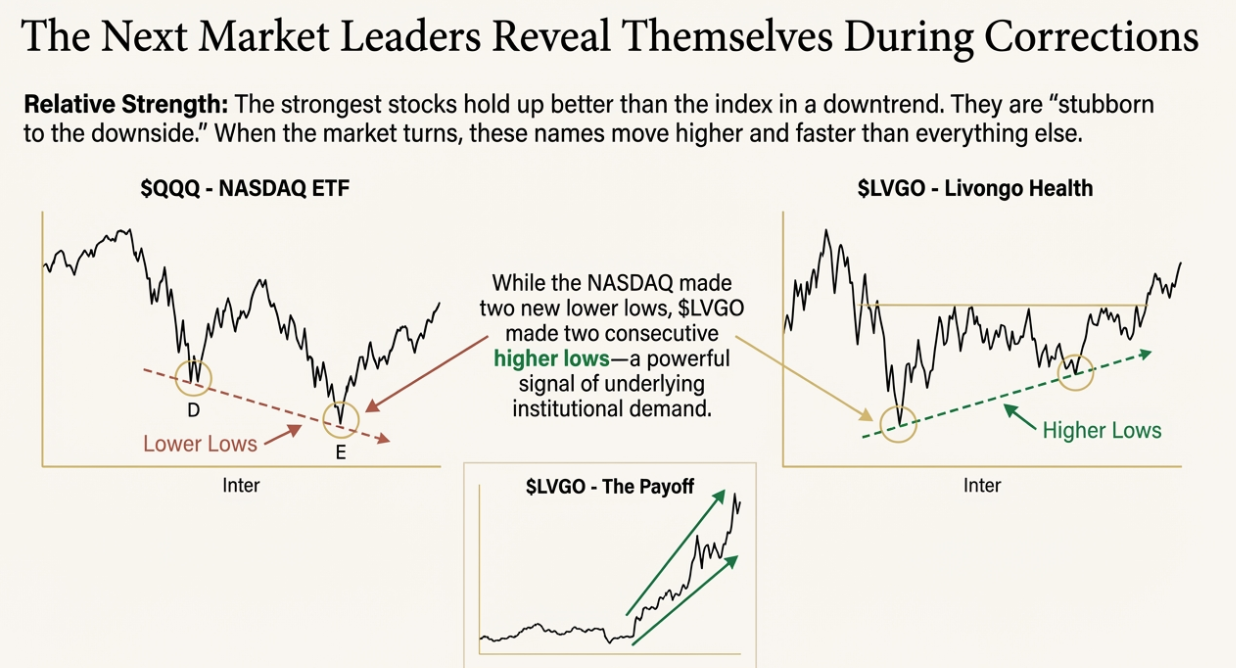 The Next Market Leaders Reveal Themselves During Corrections
Relative Strength: The strongest stocks hold up better than the index in a downtrend. They are “stubborn
to the downside.” When the market turns, these names move higher and faster than everything else.
$QQQ - NASDAQ ETF
D
E
Lower Lows
Inter
While the NASDAQ made
two new lower lows, $LVGO
made two consecutive
higher lows—a powerful
signal of underlying
institutional demand.
$LVGO - Livongo Health
Higher Lows
Inter
$LVGO - The Payoff